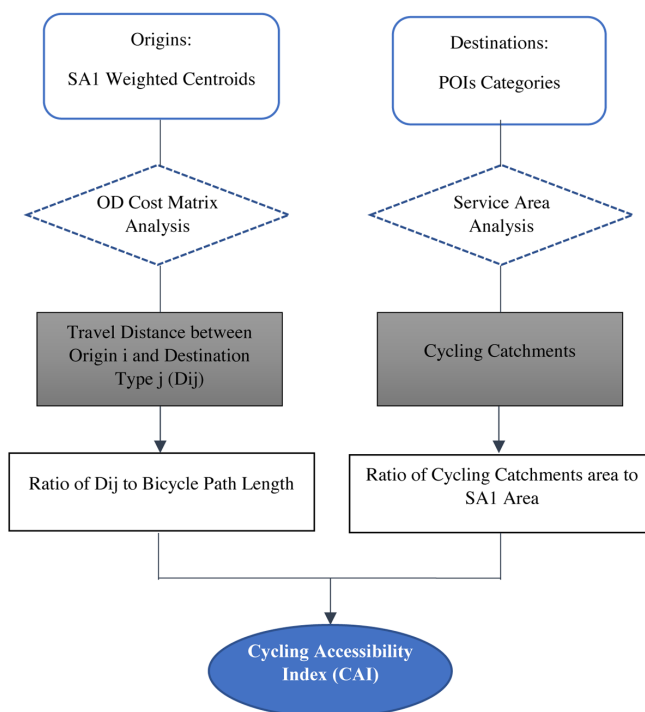 Origins:
SA1 Weighted Centroids
Destinations:
POIs Categories
OD Cost Matrix
Analysis
Service Area
Analysis
Travel Distance between
Origin i and Destination
Type j (Dij)
Cycling Catchments
Ratio of Dij to Bicycle Path Length
Ratio of Cycling Catchments area to
SA1 Area
Cycling Accessibility
Index (CAI)